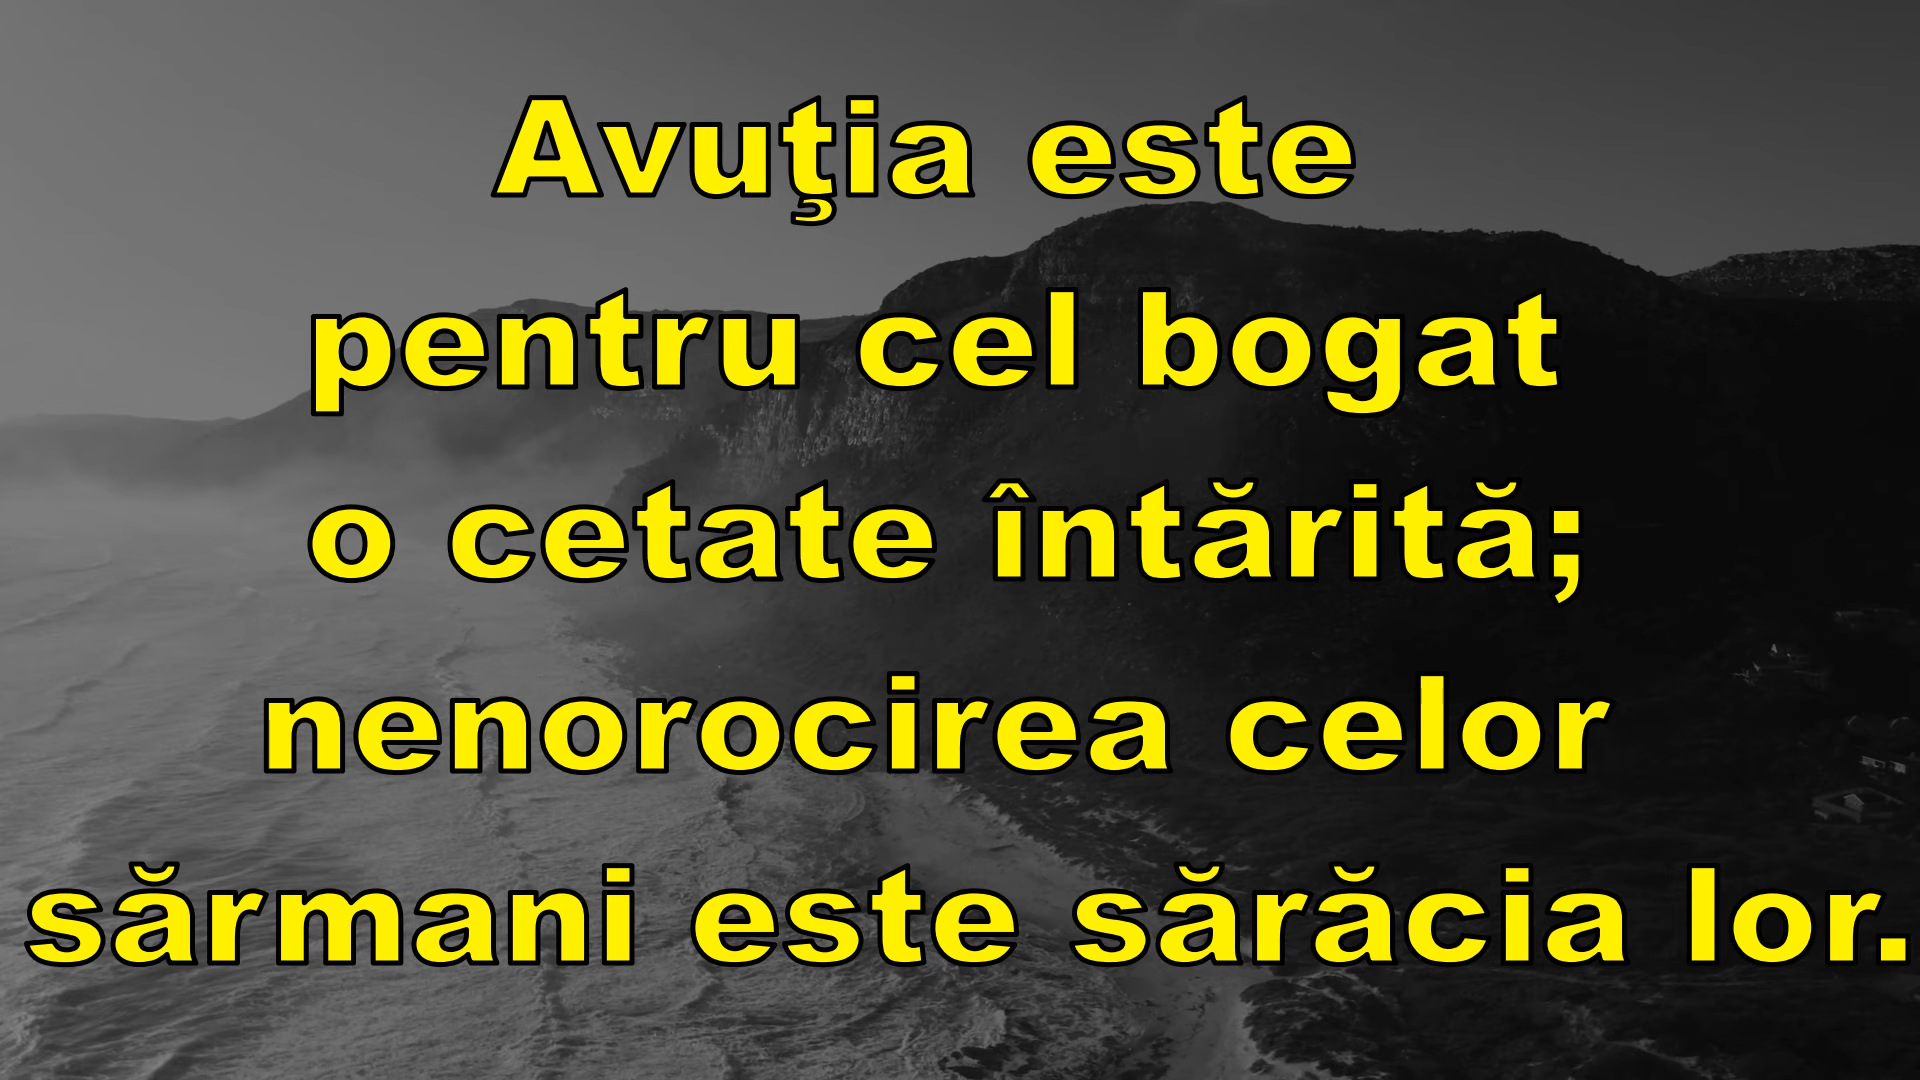 Avuţia este
pentru cel bogat
o cetate întărită;
nenorocirea celor
sărmani este sărăcia lor.